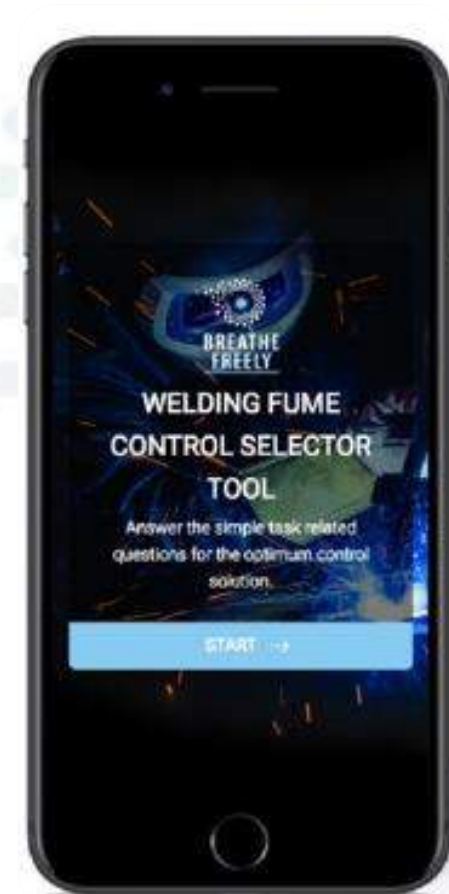 BREATHE
FREELY
WELDING FUME
CONTROL SELECTOR
TOOL
Answer the simple task related
questions for the optimum control
solution.
START →